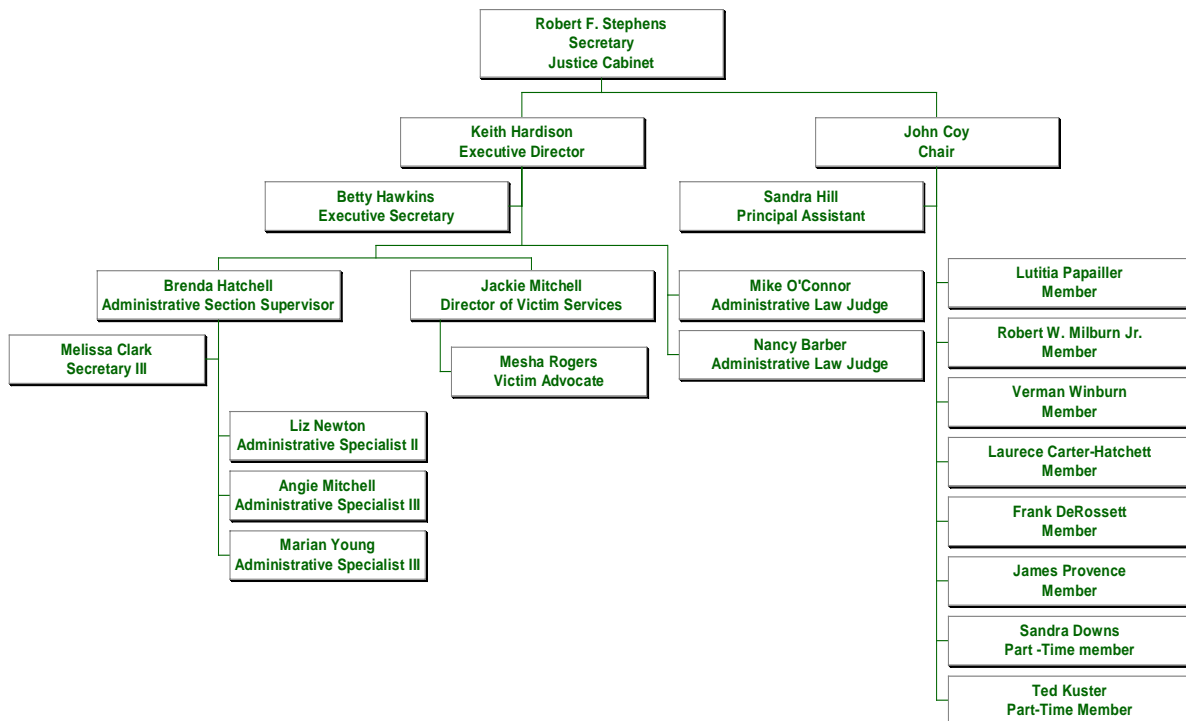 Robert F. Stephens
Secretary
Justice Cabinet
Keith Hardison
Executive Director
John Coy
Chair
Betty Hawkins
Executive Secretary
Sandra Hill
Principal Assistant
Brenda Hatchell
Administrative Section Supervisor
Jackie Mitchell
Director of Victim Services
Mike O'Connor
Administrative Law Judge
Lutitia Papailler
Member
Melissa Clark
Secretary III
Mesha Rogers
Victim Advocate
Nancy Barber
Administrative Law Judge
Robert W. Milburn Jr.
Member
Liz Newton
Administrative Specialist II
Angie Mitchell
Administrative Specialist III
Marian Young
Administrative Specialist III
Verman Winburn
Member
Laurece Carter-Hatchett
Member
Frank DeRossett
Member
James Provence
Member
Sandra Downs
Part -Time member
Ted Kuster
Part-Time Member